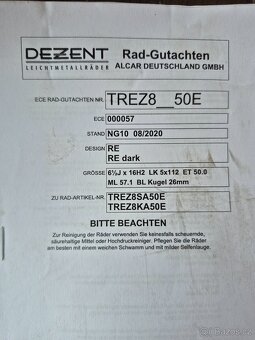 DEZENT
LEICHTMETALLRÄDER
Rad-Gutachten
ALCAR DEUTSCHLAND GMBH
ECE RAD-GUTACHTEN NR. TREZ8__50E
ECE 000057
STAND NG10 08/2020
DESIGN RE
RE dark
GRÖSSE 6½J x 16H2 LK 5x112 ET 50.0
ML 57.1 BL Kugel 26mm
ZU RAD-ARTIKEL-NR. TREZ8SA50E
TREZ8KA50E
BITTE BEACHTEN
Zur Reinigung der Räder verwenden Sie keinesfalls scheuernde,
säurehaltige Mittel oder Hochdruckreiniger. Pflegen Sie die Räder
am besten mit einem weichen Schwamm und mit milder Seifenlauge.